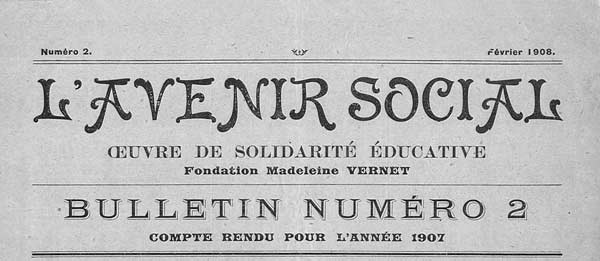 Numéro 2.
Février 1908.
L'AVENIR SOCIAL
ŒUVRE DE SOLIDARITÉ ÉDUCATIVE
Fondation Madeleine VERNET
BULLETIN NUMÉRO 2
COMPTE RENDU POUR L'ANNÉE 1907